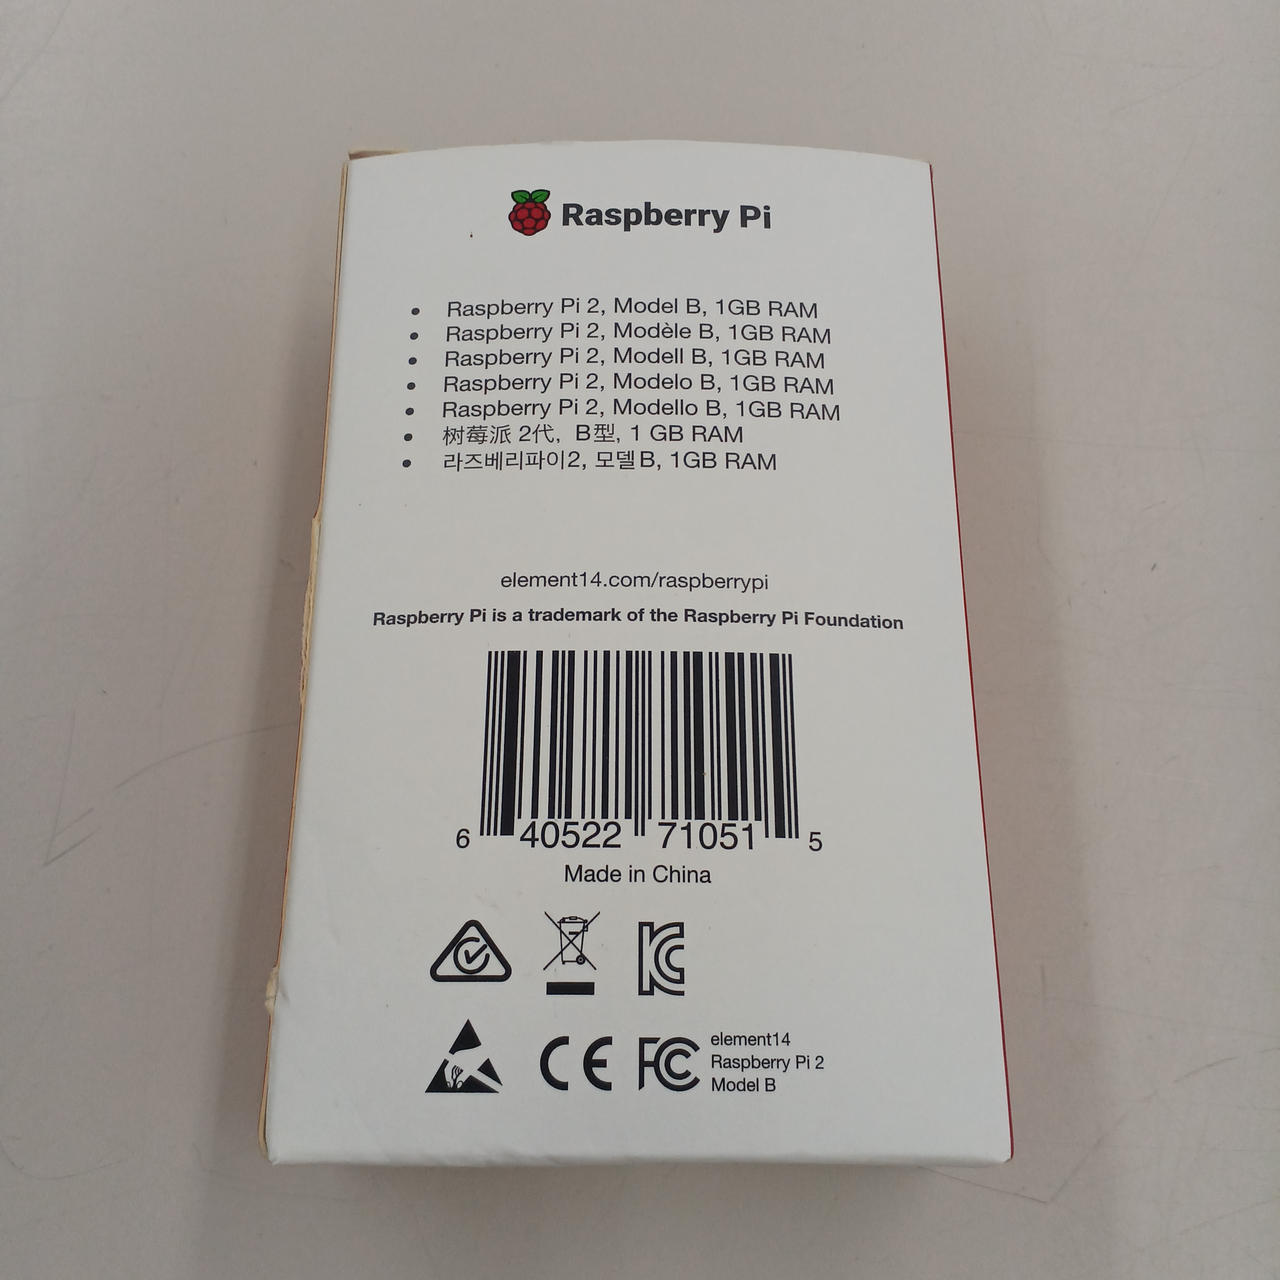 Raspberry Pi
• Raspberry Pi 2, Model B, 1GB RAM
• Raspberry Pi 2, Modèle B, 1GB RAM
• Raspberry Pi 2, Modell B, 1GB RAM
• Raspberry Pi 2, Modelo B, 1GB RAM
• Raspberry Pi 2, Modello B, 1GB RAM
• 树莓派 2代, B型, 1 GB RAM
• 라즈베리파이2, 모델B, 1GB RAM
element14.com/raspberrypi
Raspberry Pi is a trademark of the Raspberry Pi Foundation
6 40522 71051 5
Made in China
KC
CE FC
element14
Raspberry Pi 2
Model B